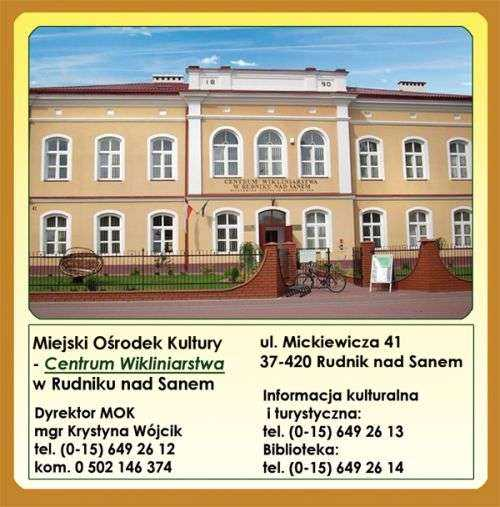 18 90
CENTRUM WIKLINIARSTWA
W RUDNIKU NAD SANEM
41
Miejski Ośrodek Kultury
- Centrum Wikliniarstwa
w Rudniku nad Sanem
Dyrektor MOK
mgr Krystyna Wójcik
tel. (0-15) 649 26 12
kom. 0 502 146 374
ul. Mickiewicza 41
37-420 Rudnik nad Sanem
Informacja kulturalna
i turystyczna:
tel. (0-15) 649 26 13
Biblioteka:
tel. (0-15) 649 26 14